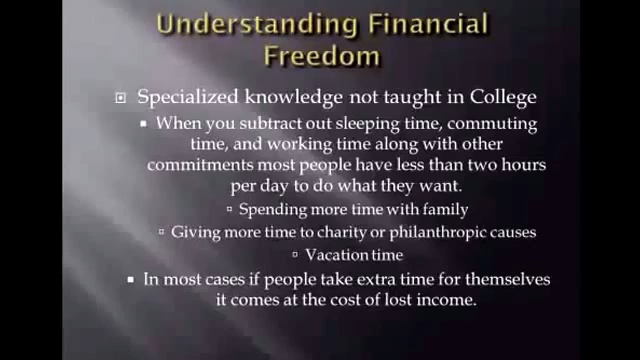 Understanding Financial
Freedom
Specialized knowledge not taught in College
When you subtract out sleeping time, commuting
time, and working time along with other
commitments most people have less than two hours
per day to do what they want.
Spending more time with family
Giving more time to charity or philanthropic causes
Vacation time
In most cases if people take extra time for themselves
it comes at the cost of lost income.